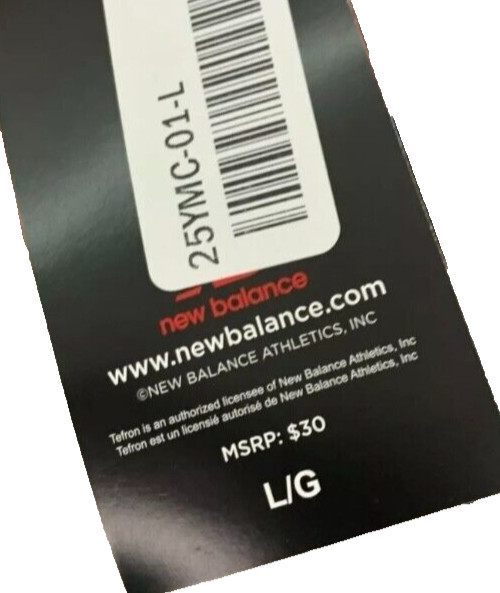 25YMC-01-L
new balance
www.newbalance.com
©NEW BALANCE ATHLETICS, INC
Tefron is an authorized licensee of New Balance Athletics, Inc
Tefron est un licensié autorisé de New Balance Athletics, Inc
MSRP: $30
L/G